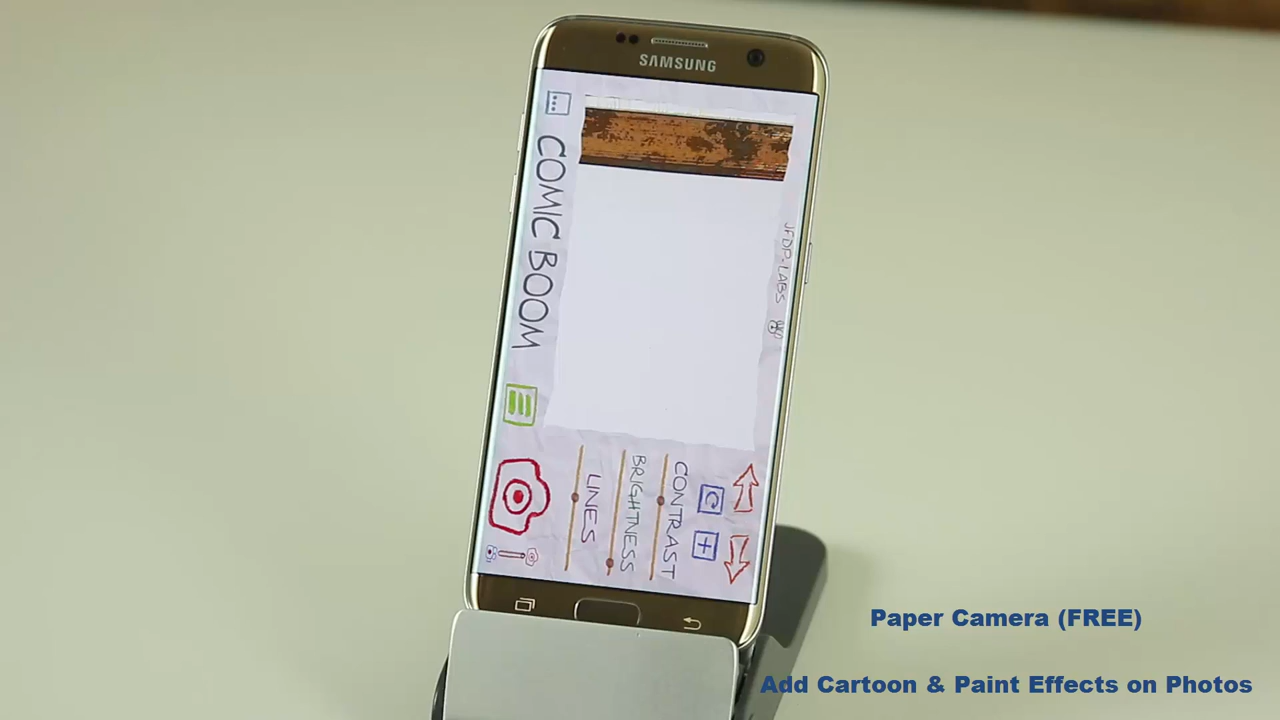 SAMSUNG
COMIC BOOM
JFDP-LABS
CONTRAST
BRIGHTNESS
LINES
Paper Camera (FREE)
Add Cartoon & Paint Effects on Photos